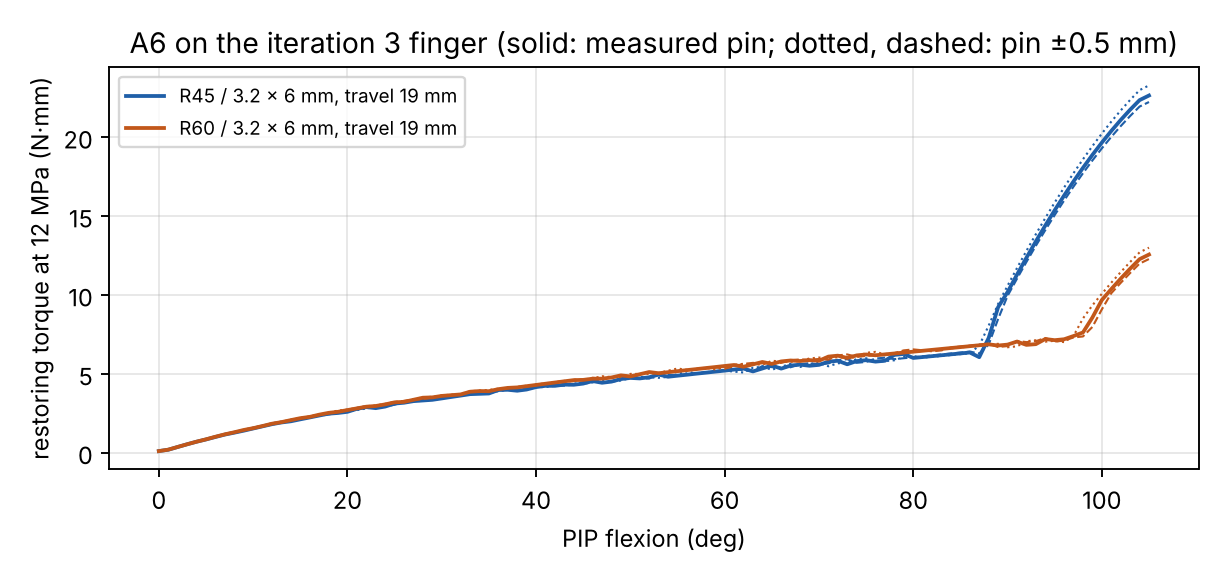 A6 on the iteration 3 finger (solid: measured pin; dotted, dashed: pin ±0.5 mm)
R45 / 3.2 × 6 mm, travel 19 mm
R60 / 3.2 × 6 mm, travel 19 mm
restoring torque at 12 MPa (N·mm)
20
15
10
5
0
0 20 40 60 80 100
PIP flexion (deg)